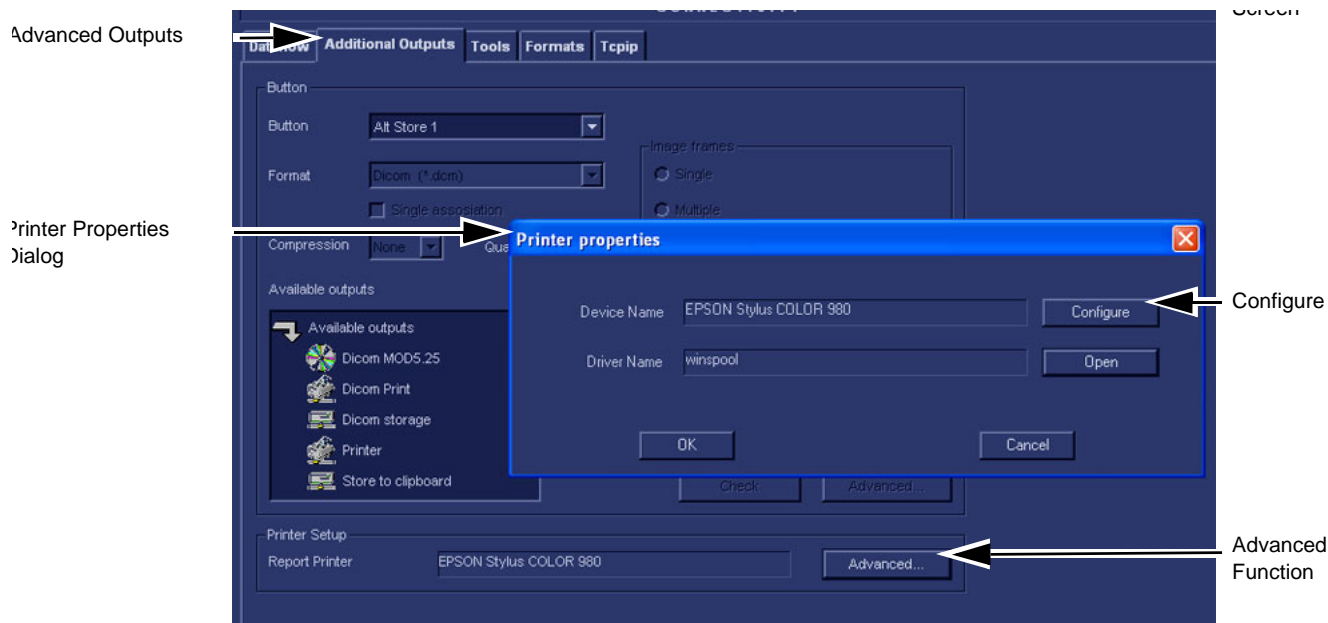 Advanced Outputs
Additional Outputs
Tools
Formats
Tcpip
Button
Button
Alt Store 1
Image frames
Format
Dicom (*.dcm)
Single
Single assosiation
Multiple
Printer Properties
Dialog
Compression
None
Printer properties
Device Name
EPSON Stylus COLOR 980
Configure
Configure
Driver Name
winspool
Open
OK
Cancel
Available outputs
Available outputs
Dicom MOD5.25
Dicom Print
Dicom storage
Printer
Store to clipboard
Check
Advanced...
Printer Setup
Report Printer
EPSON Stylus COLOR 980
Advanced...
Advanced
Function